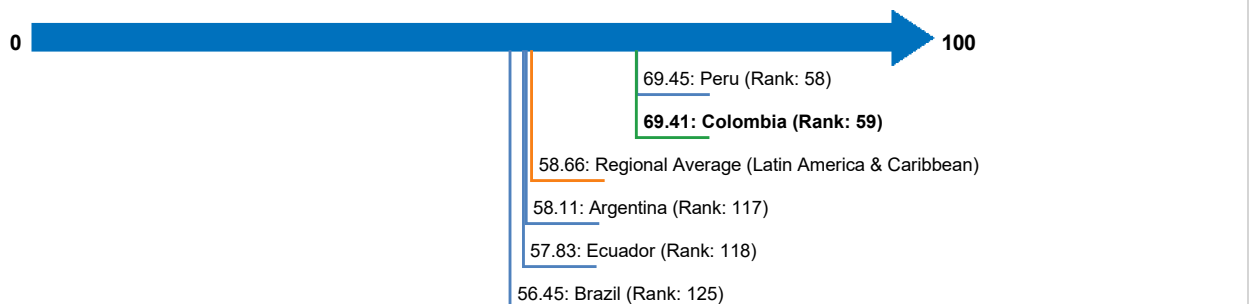 0
100
69.45: Peru (Rank: 58)
69.41: Colombia (Rank: 59)
58.66: Regional Average (Latin America & Caribbean)
58.11: Argentina (Rank: 117)
57.83: Ecuador (Rank: 118)
56.45: Brazil (Rank: 125)